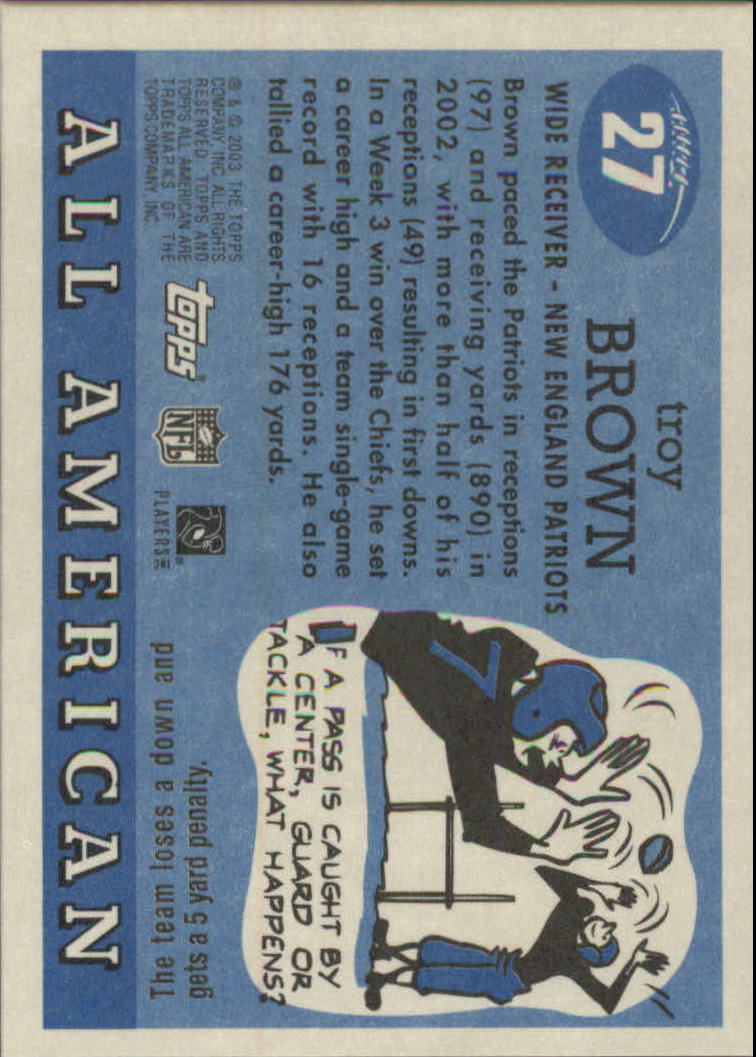 27
troy
BROWN
WIDE RECEIVER - NEW ENGLAND PATRIOTS
Brown paced the Patriots in receptions
(97) and receiving yards (890) in
2002, with more than half of his
receptions (49) resulting in first downs.
In a Week 3 win over the Chiefs, he set
a career high and a team single-game
record with 16 receptions. He also
tallied a career-high 176 yards.
IF A PASS IS CAUGHT BY
A CENTER, GUARD OR
TACKLE, WHAT HAPPENS?
The team loses a down and
gets a 5 yard penalty.
® & © 2003 THE TOPPS
COMPANY, INC. ALL RIGHTS
RESERVED. TOPPS AND
TOPPS ALL AMERICAN ARE
TRADEMARKS OF THE
TOPPS COMPANY, INC.
topps®
NFL
PLAYERS INC
ALL AMERICAN